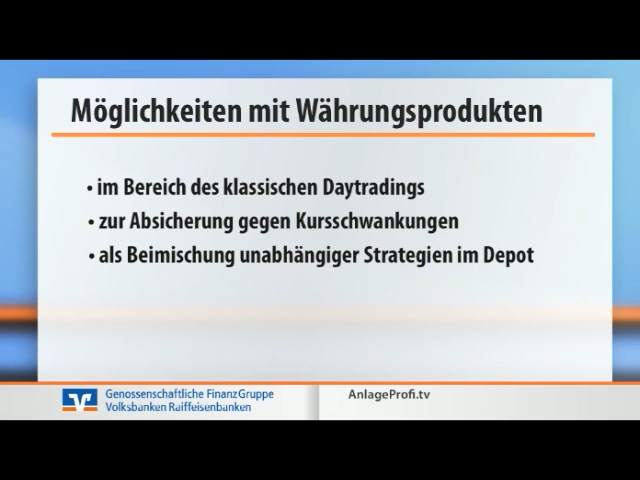 Möglichkeiten mit Währungsprodukten
• im Bereich des klassischen Daytradings
• zur Absicherung gegen Kursschwankungen
• als Beimischung unabhängiger Strategien im Depot
Genossenschaftliche FinanzGruppe
Volksbanken Raiffeisenbanken
AnlageProfi.tv